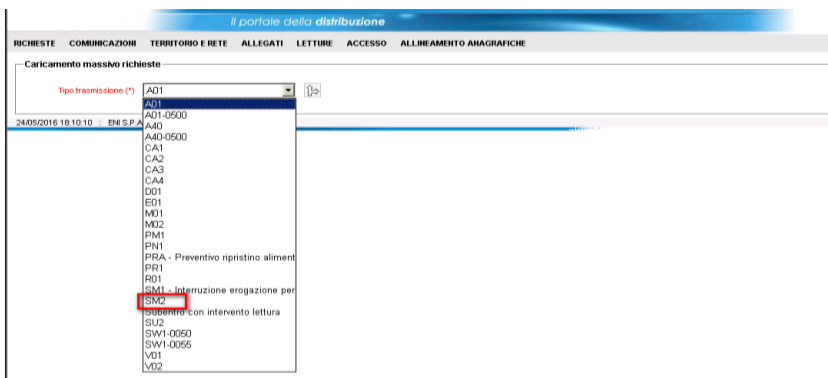 Il portale della distribuzione
RICHIESTE COMUNICAZIONI TERRITORIO E RETE ALLEGATI LETTURE ACCESSO ALLINEAMENTO ANAGRAFICHE
Caricamento massivo richieste
Tipo trasmissione (*) A01
A01
A01-0500
24/05/2016 18:10:10 : ENI S.P.A
A40
A40-0500
CA1
CA2
CA3
CA4
D01
E01
M01
M02
PM1
PN1
PRA - Preventivo ripristino aliment
PR1
R01
SM1 - Interruzione erogazione per
SM2
Subentro con intervento lettura
SU2
SW1-0050
SW1-0055
V01
V02